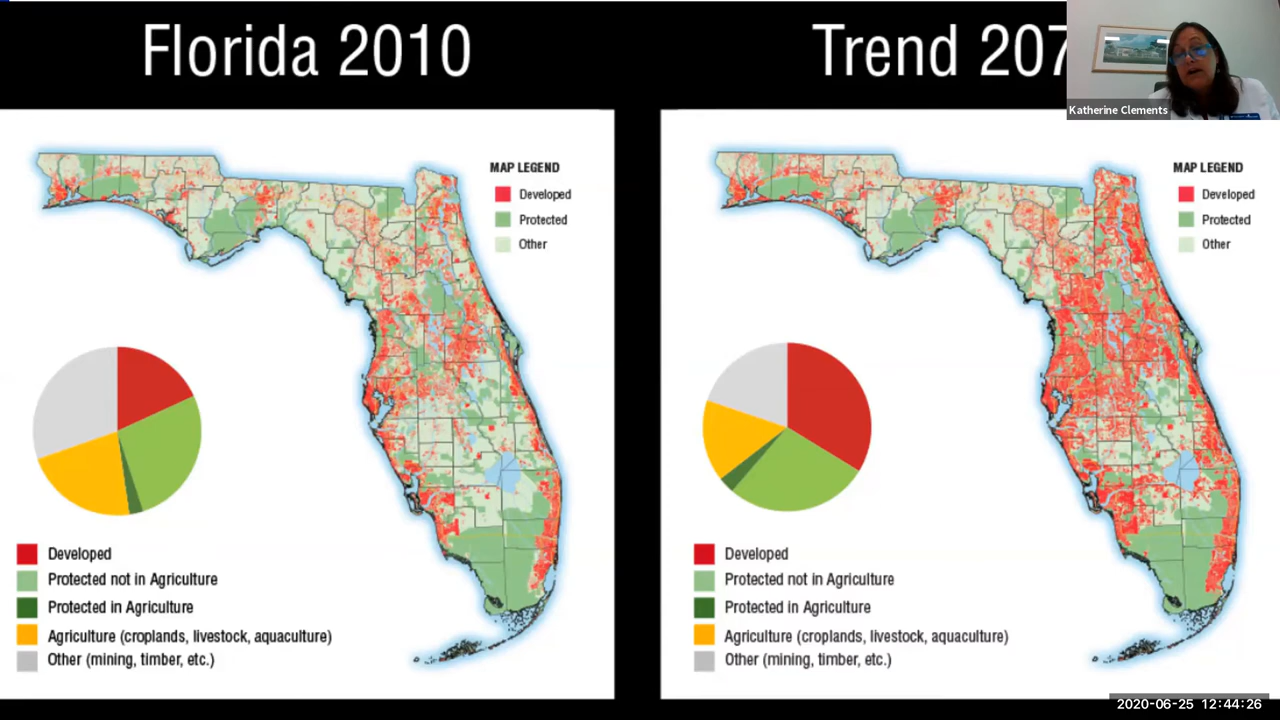 Florida 2010
Trend 207
Katherine Clements
MAP LEGEND
Developed
Protected
Other
MAP LEGEND
Developed
Protected
Other
Developed
Protected not in Agriculture
Protected in Agriculture
Agriculture (croplands, livestock, aquaculture)
Other (mining, timber, etc.)
Developed
Protected not in Agriculture
Protected in Agriculture
Agriculture (croplands, livestock, aquaculture)
Other (mining, timber, etc.)
2020-06-25 12:44:26